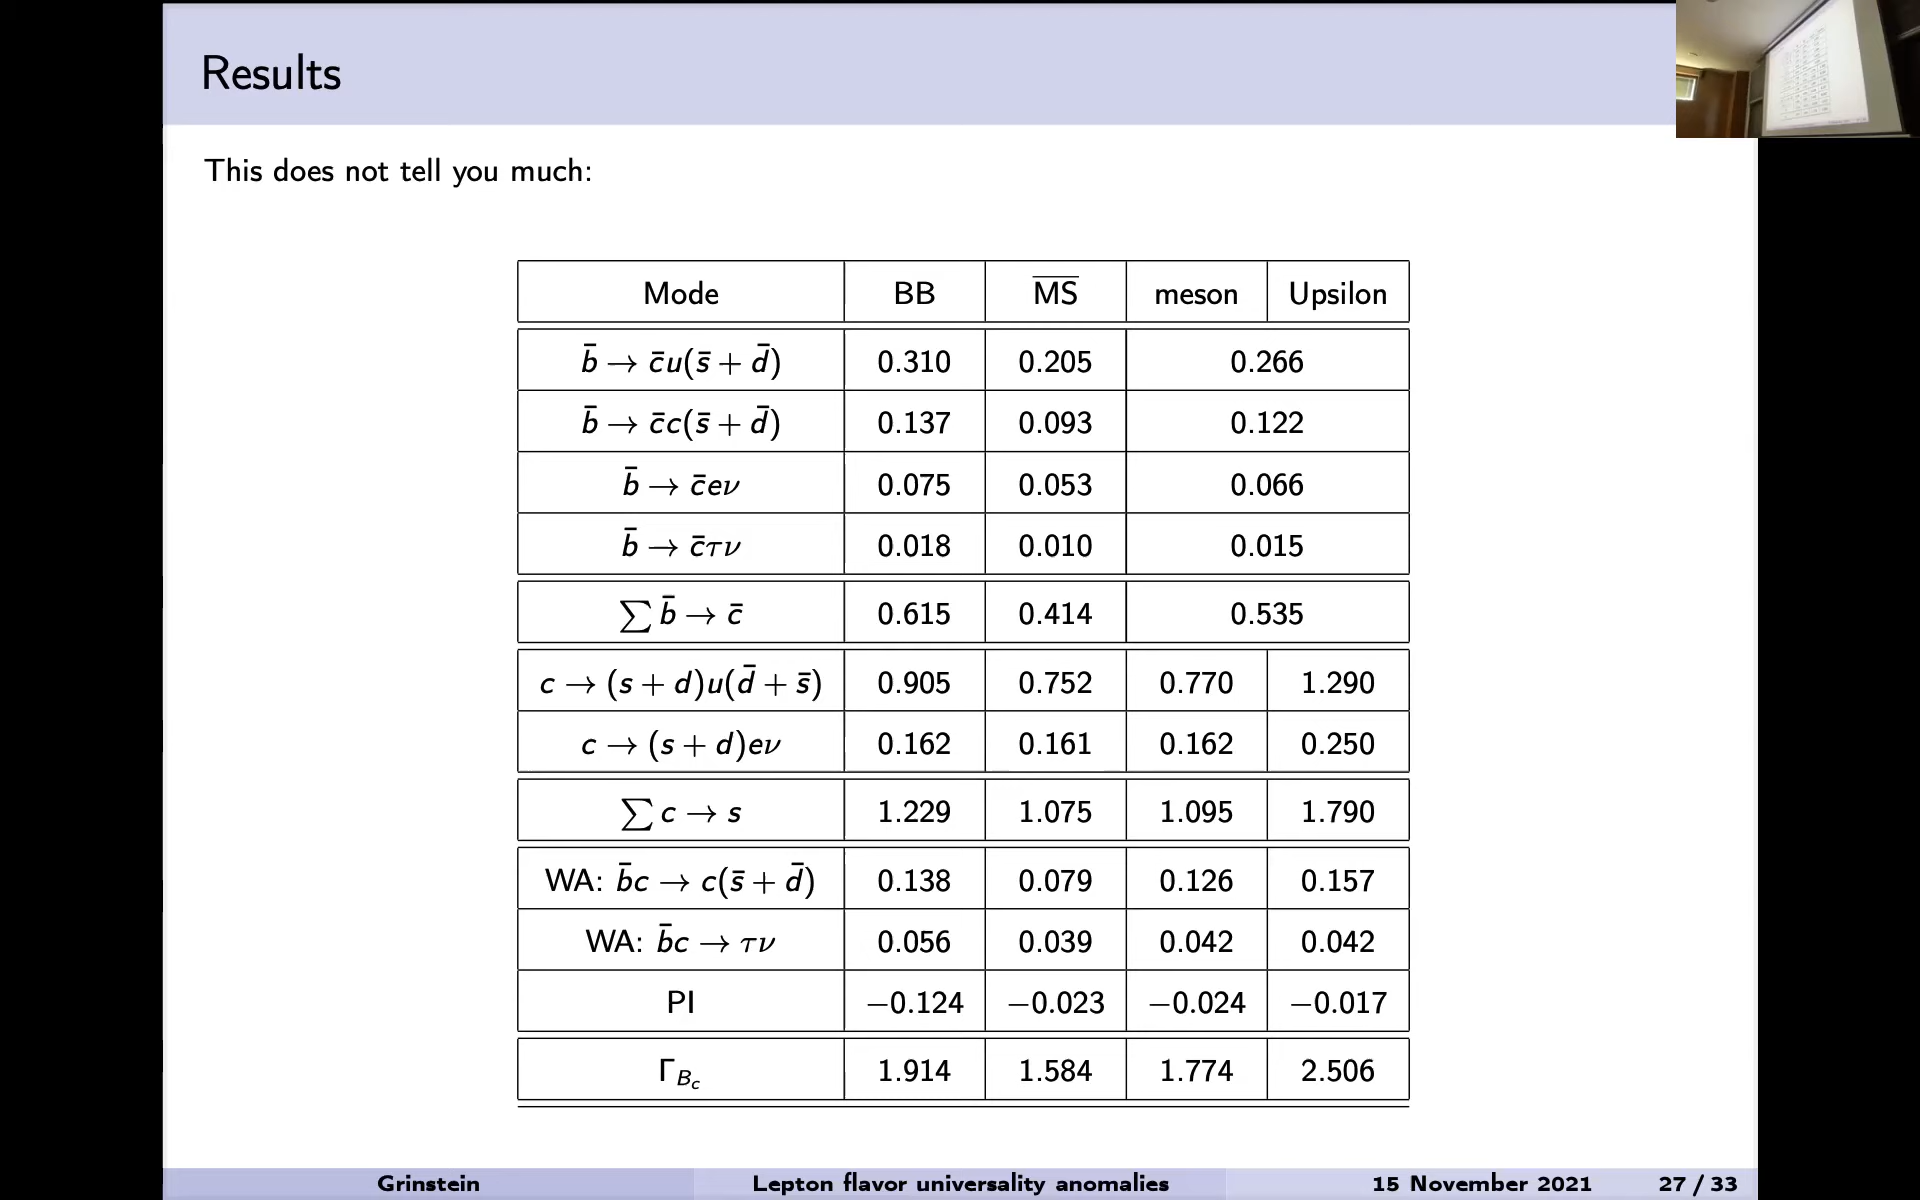 Results
This does not tell you much:
Mode BB M̅S̅ meson Upsilon
b̄ → c̄u(s̄ + d̄) 0.310 0.205 0.266
b̄ → c̄c(s̄ + d̄) 0.137 0.093 0.122
b̄ → c̄eν 0.075 0.053 0.066
b̄ → c̄τν 0.018 0.010 0.015
∑ b̄ → c̄ 0.615 0.414 0.535
c → (s + d)u(d̄ + s̄) 0.905 0.752 0.770 1.290
c → (s + d)eν 0.162 0.161 0.162 0.250
∑ c → s 1.229 1.075 1.095 1.790
WA: b̄c → c(s̄ + d̄) 0.138 0.079 0.126 0.157
WA: b̄c → τν 0.056 0.039 0.042 0.042
PI −0.124 −0.023 −0.024 −0.017
Γ_{B_c} 1.914 1.584 1.774 2.506
Grinstein Lepton flavor universality anomalies 15 November 2021 27 / 33